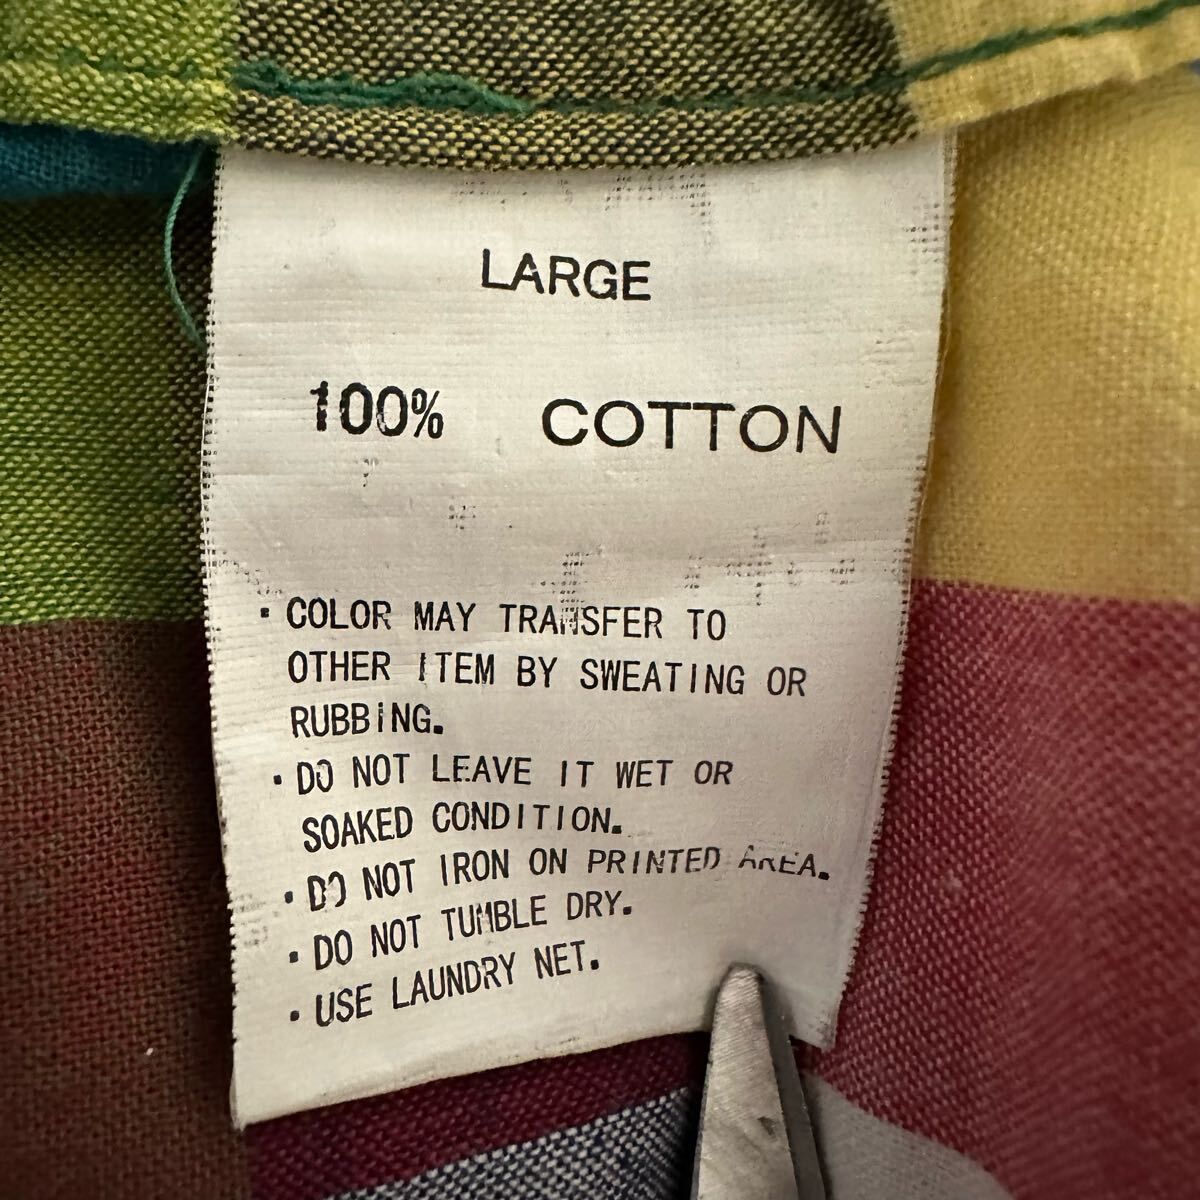 LARGE
100% COTTON
・COLOR MAY TRANSFER TO
OTHER ITEM BY SWEATING OR
RUBBING.
・DO NOT LEAVE IT WET OR
SOAKED CONDITION.
・DO NOT IRON ON PRINTED AREA.
・DO NOT TUMBLE DRY.
・USE LAUNDRY NET.